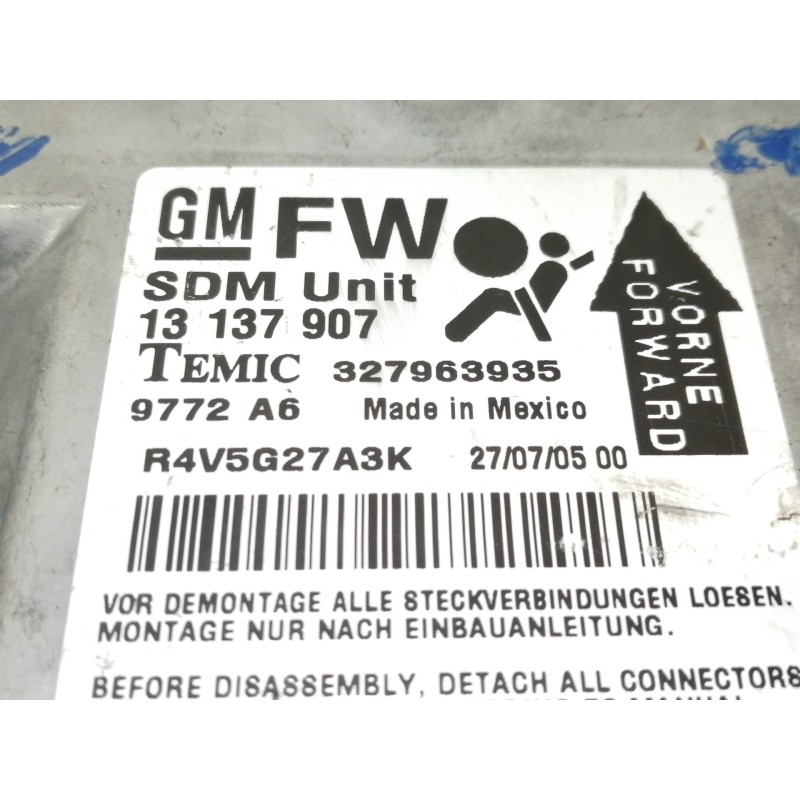 GM FW
SDM Unit
13 137 907
TEMIC 327963935
9772 A6 Made in Mexico
R4V5G27A3K 27/07/05 00
VORNE
FORWARD
VOR DEMONTAGE ALLE STECKVERBINDUNGEN LOESEN.
MONTAGE NUR NACH EINBAUANLEITUNG.
BEFORE DISASSEMBLY, DETACH ALL CONNECTORS